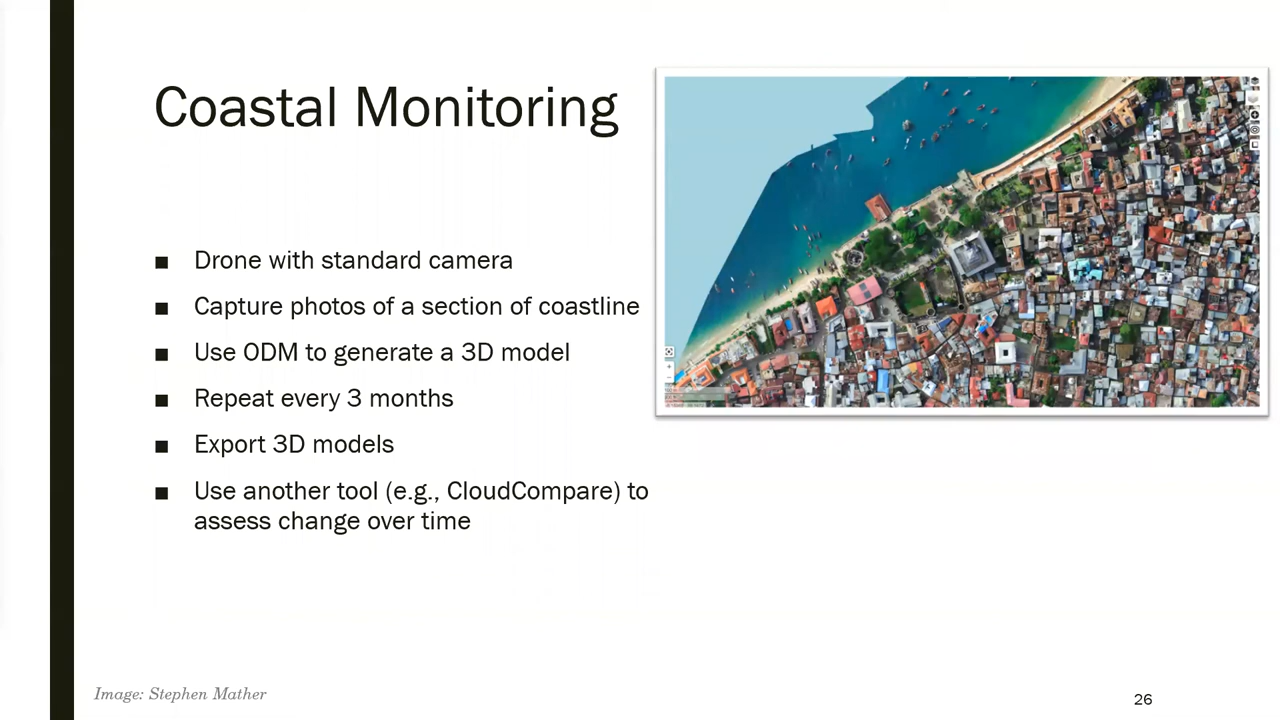 Coastal Monitoring
■ Drone with standard camera
■ Capture photos of a section of coastline
■ Use ODM to generate a 3D model
■ Repeat every 3 months
■ Export 3D models
■ Use another tool (e.g., CloudCompare) to
assess change over time
Image: Stephen Mather
26